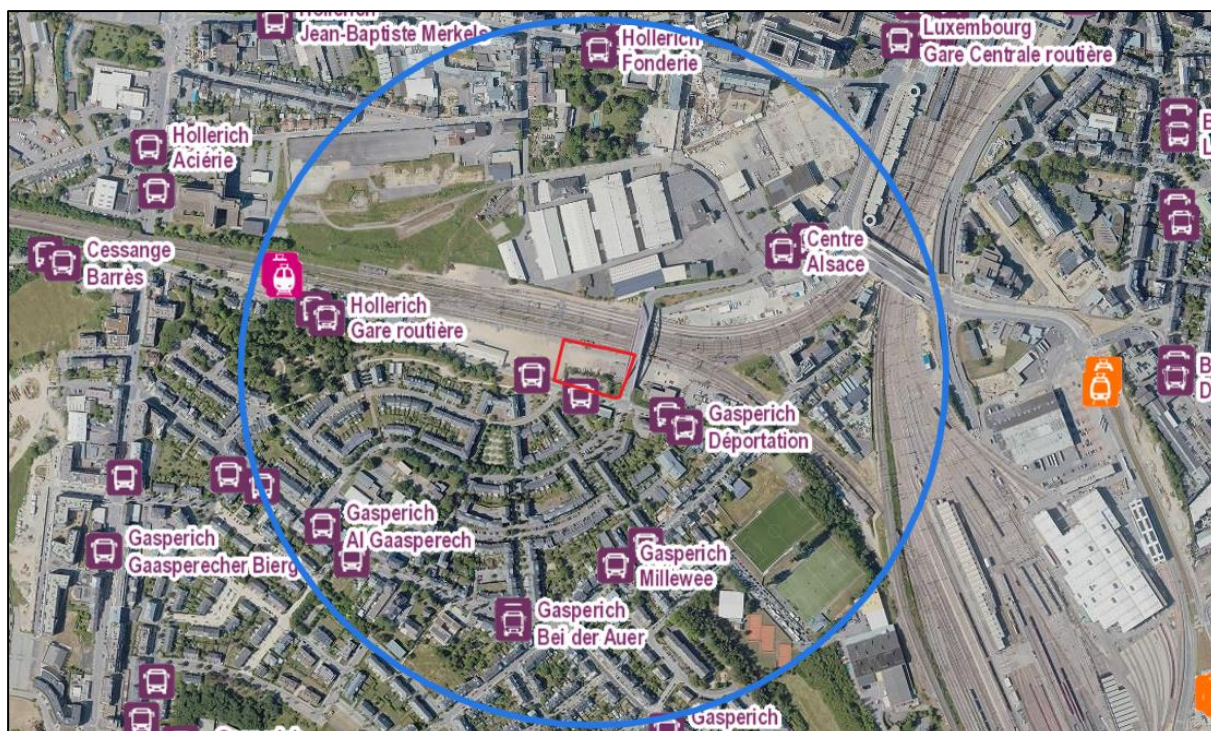 Hollerich
Jean-Baptiste Merkels
Hollerich
Fonderie
Luxembourg
Gare Centrale routière
Hollerich
Aciérie
Cessange
Barrès
Hollerich
Gare routière
Centre
Alsace
Gasperich
Déportation
Gasperich
Gaasperecher Bierg
Gasperich
Al Gaasperech
Gasperich
Millewee
Gasperich
Bei der Auer
Gasperich